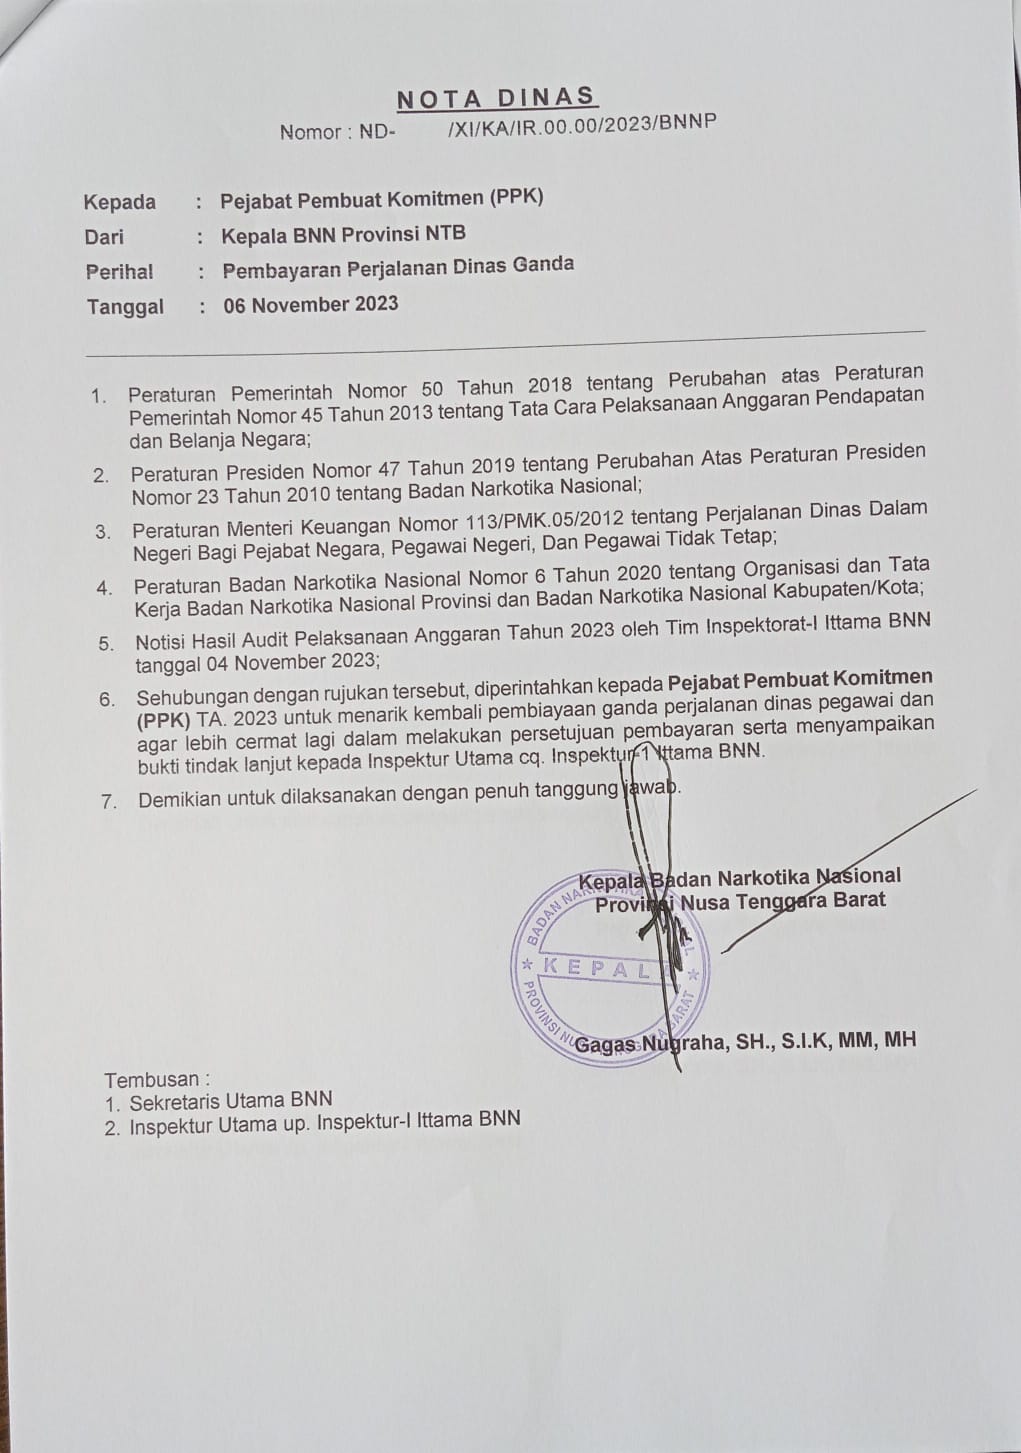 NOTA DINAS
Nomor : ND- /XI/KA/IR.00.00/2023/BNNP
Kepada : Pejabat Pembuat Komitmen (PPK)
Dari : Kepala BNN Provinsi NTB
Perihal : Pembayaran Perjalanan Dinas Ganda
Tanggal : 06 November 2023
1. Peraturan Pemerintah Nomor 50 Tahun 2018 tentang Perubahan atas Peraturan
Pemerintah Nomor 45 Tahun 2013 tentang Tata Cara Pelaksanaan Anggaran Pendapatan
dan Belanja Negara;
2. Peraturan Presiden Nomor 47 Tahun 2019 tentang Perubahan Atas Peraturan Presiden
Nomor 23 Tahun 2010 tentang Badan Narkotika Nasional;
3. Peraturan Menteri Keuangan Nomor 113/PMK.05/2012 tentang Perjalanan Dinas Dalam
Negeri Bagi Pejabat Negara, Pegawai Negeri, Dan Pegawai Tidak Tetap;
4. Peraturan Badan Narkotika Nasional Nomor 6 Tahun 2020 tentang Organisasi dan Tata
Kerja Badan Narkotika Nasional Provinsi dan Badan Narkotika Nasional Kabupaten/Kota;
5. Notisi Hasil Audit Pelaksanaan Anggaran Tahun 2023 oleh Tim Inspektorat-I Ittama BNN
tanggal 04 November 2023;
6. Sehubungan dengan rujukan tersebut, diperintahkan kepada Pejabat Pembuat Komitmen
(PPK) TA. 2023 untuk menarik kembali pembiayaan ganda perjalanan dinas pegawai dan
agar lebih cermat lagi dalam melakukan persetujuan pembayaran serta menyampaikan
bukti tindak lanjut kepada Inspektur Utama cq. Inspektur-1 Ittama BNN.
7. Demikian untuk dilaksanakan dengan penuh tanggung jawab.
Kepala Badan Narkotika Nasional
Provinsi Nusa Tenggara Barat
KEPALA
Gagas Nugraha, SH., S.I.K, MM, MH
Tembusan :
1. Sekretaris Utama BNN
2. Inspektur Utama up. Inspektur-I Ittama BNN